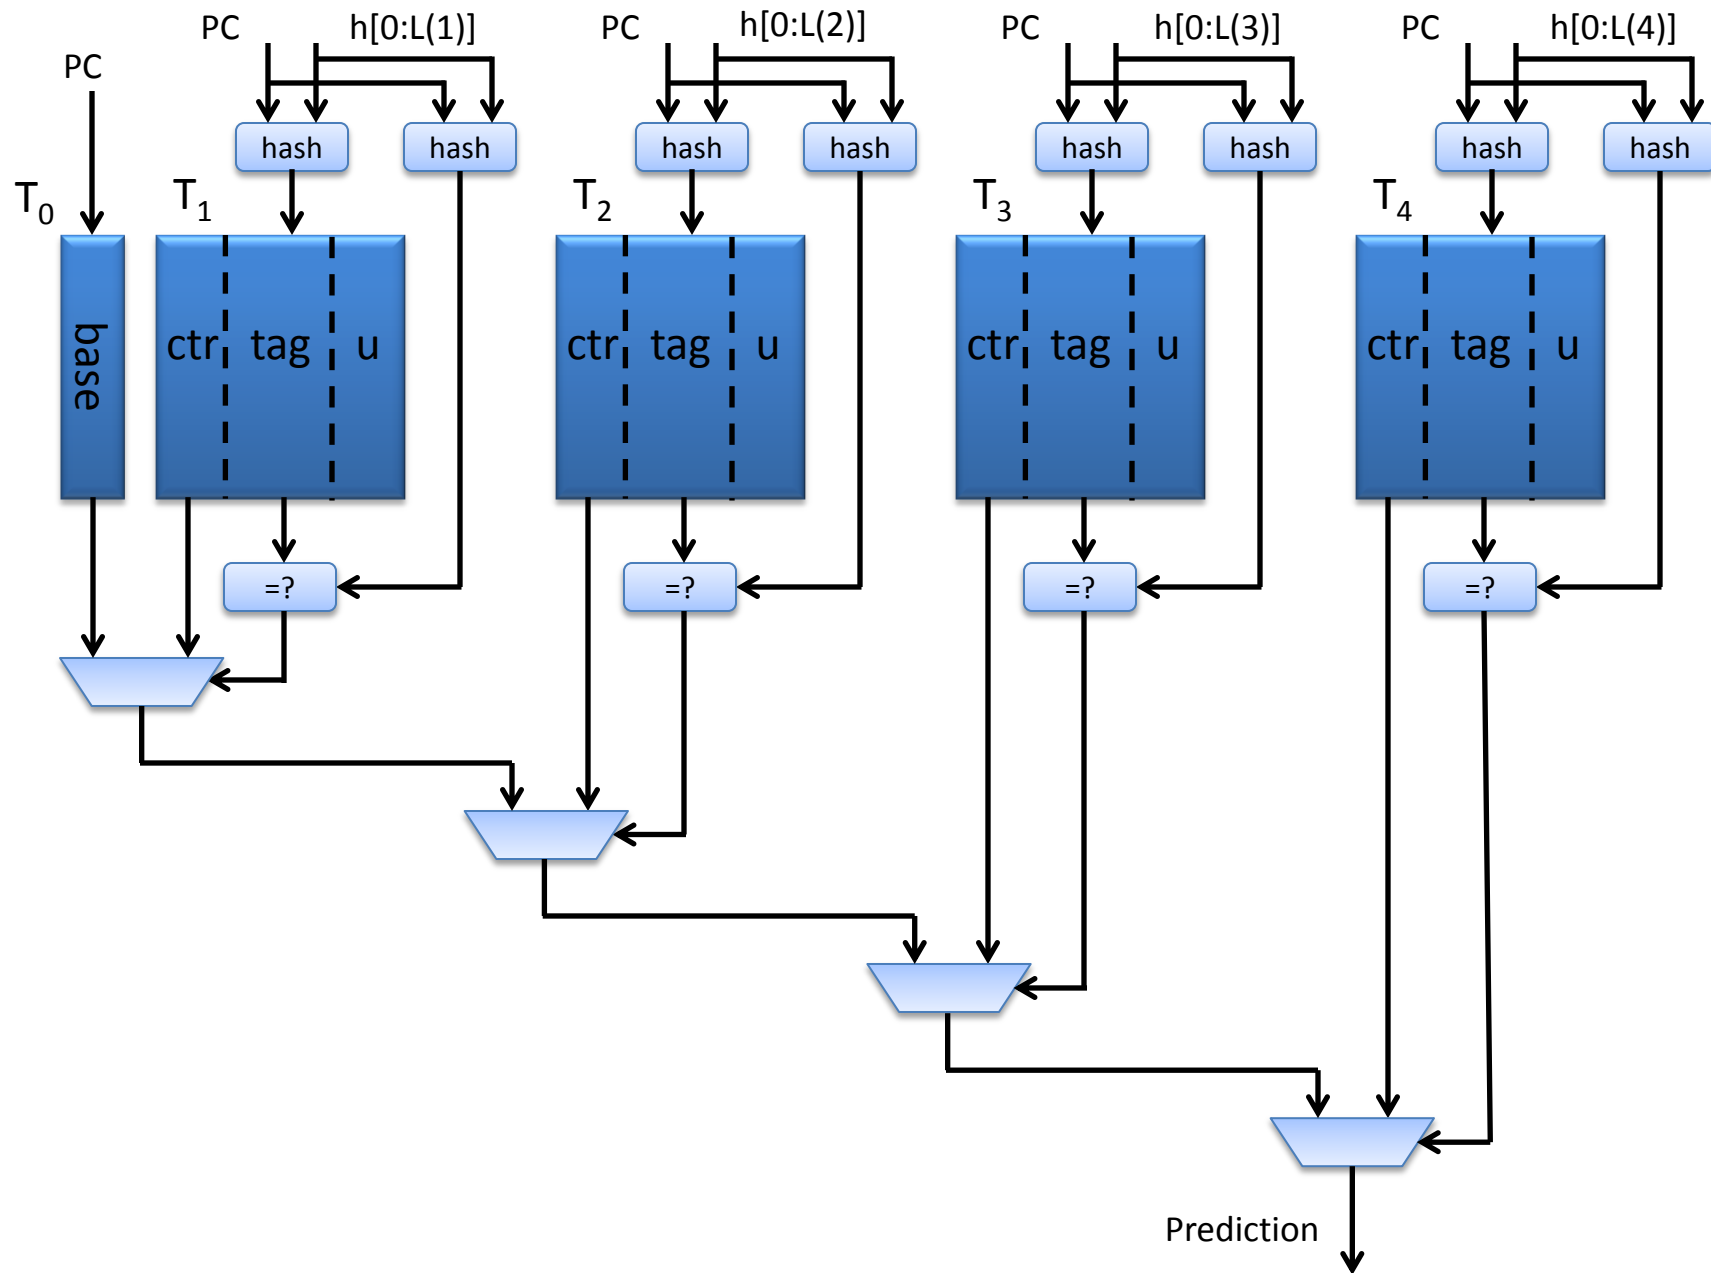 PC
PC h[0:L(1)]
PC h[0:L(2)]
PC h[0:L(3)]
PC h[0:L(4)]
hash hash
hash hash
hash hash
hash hash
T0
T1
T2
T3
T4
base
ctr tag u
ctr tag u
ctr tag u
ctr tag u
=?
=?
=?
=?
Prediction